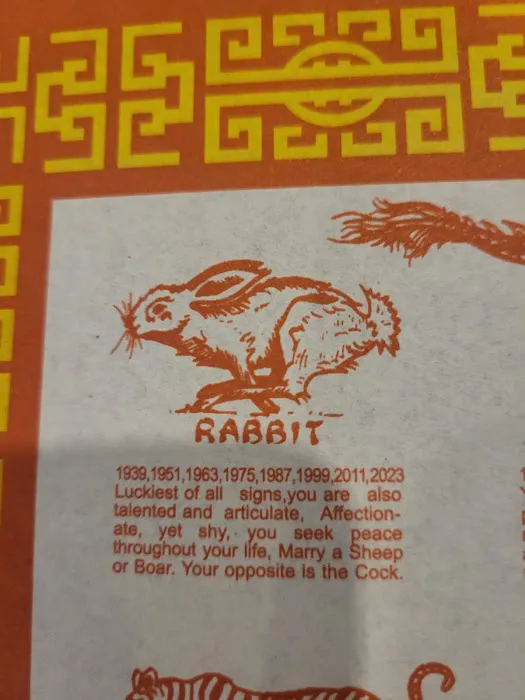 RABBIT
1939,1951,1963,1975,1987,1999,2011,2023
Luckiest of all signs,you are also
talented and articulate, Affection-
ate, yet shy, you seek peace
throughout your life, Marry a Sheep
or Boar. Your opposite is the Cock.